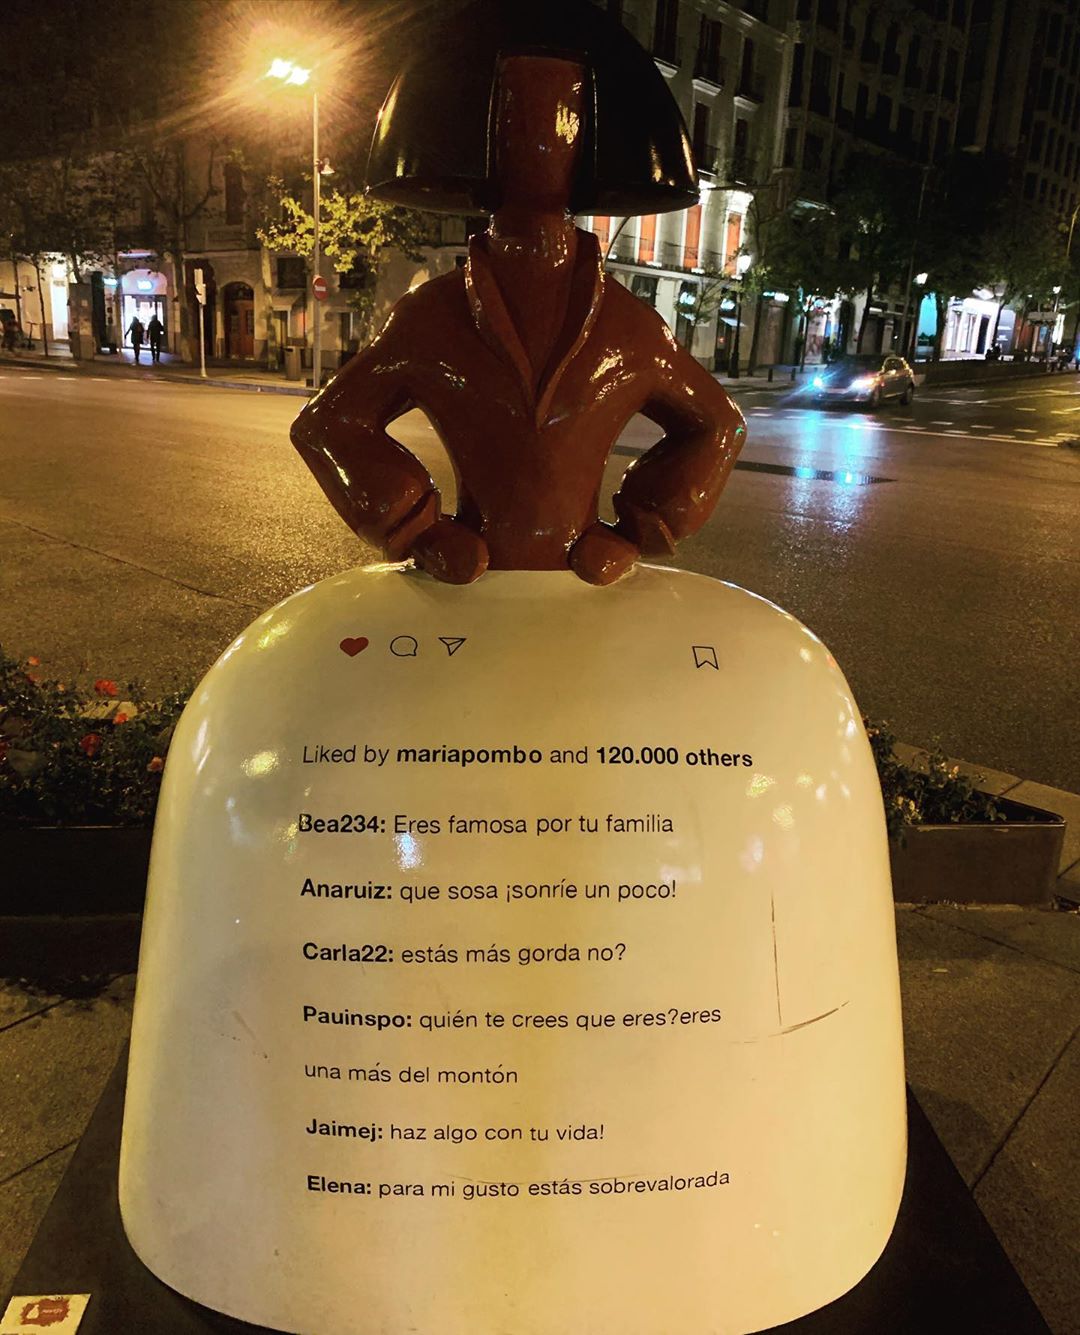 Liked by mariapombo and 120.000 others
Bea234: Eres famosa por tu familia
Anaruiz: que sosa ¡sonríe un poco!
Carla22: estás más gorda no?
Pauinspo: quién te crees que eres?eres
una más del montón
Jaimej: haz algo con tu vida!
Elena: para mi gusto estás sobrevalorada